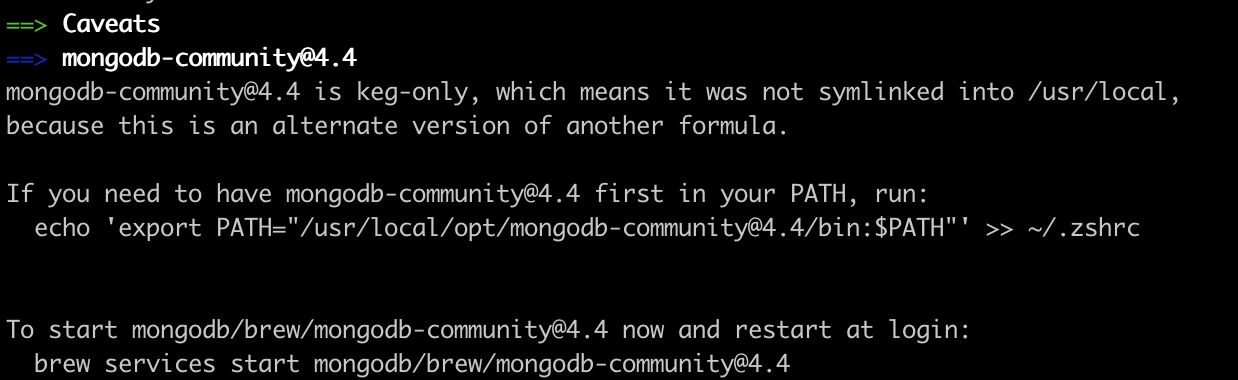 ==> Caveats
==> mongodb-community@4.4
mongodb-community@4.4 is keg-only, which means it was not symlinked into /usr/local,
because this is an alternate version of another formula.

If you need to have mongodb-community@4.4 first in your PATH, run:
  echo 'export PATH="/usr/local/opt/mongodb-community@4.4/bin:$PATH"' >> ~/.zshrc


To start mongodb/brew/mongodb-community@4.4 now and restart at login:
  brew services start mongodb/brew/mongodb-community@4.4